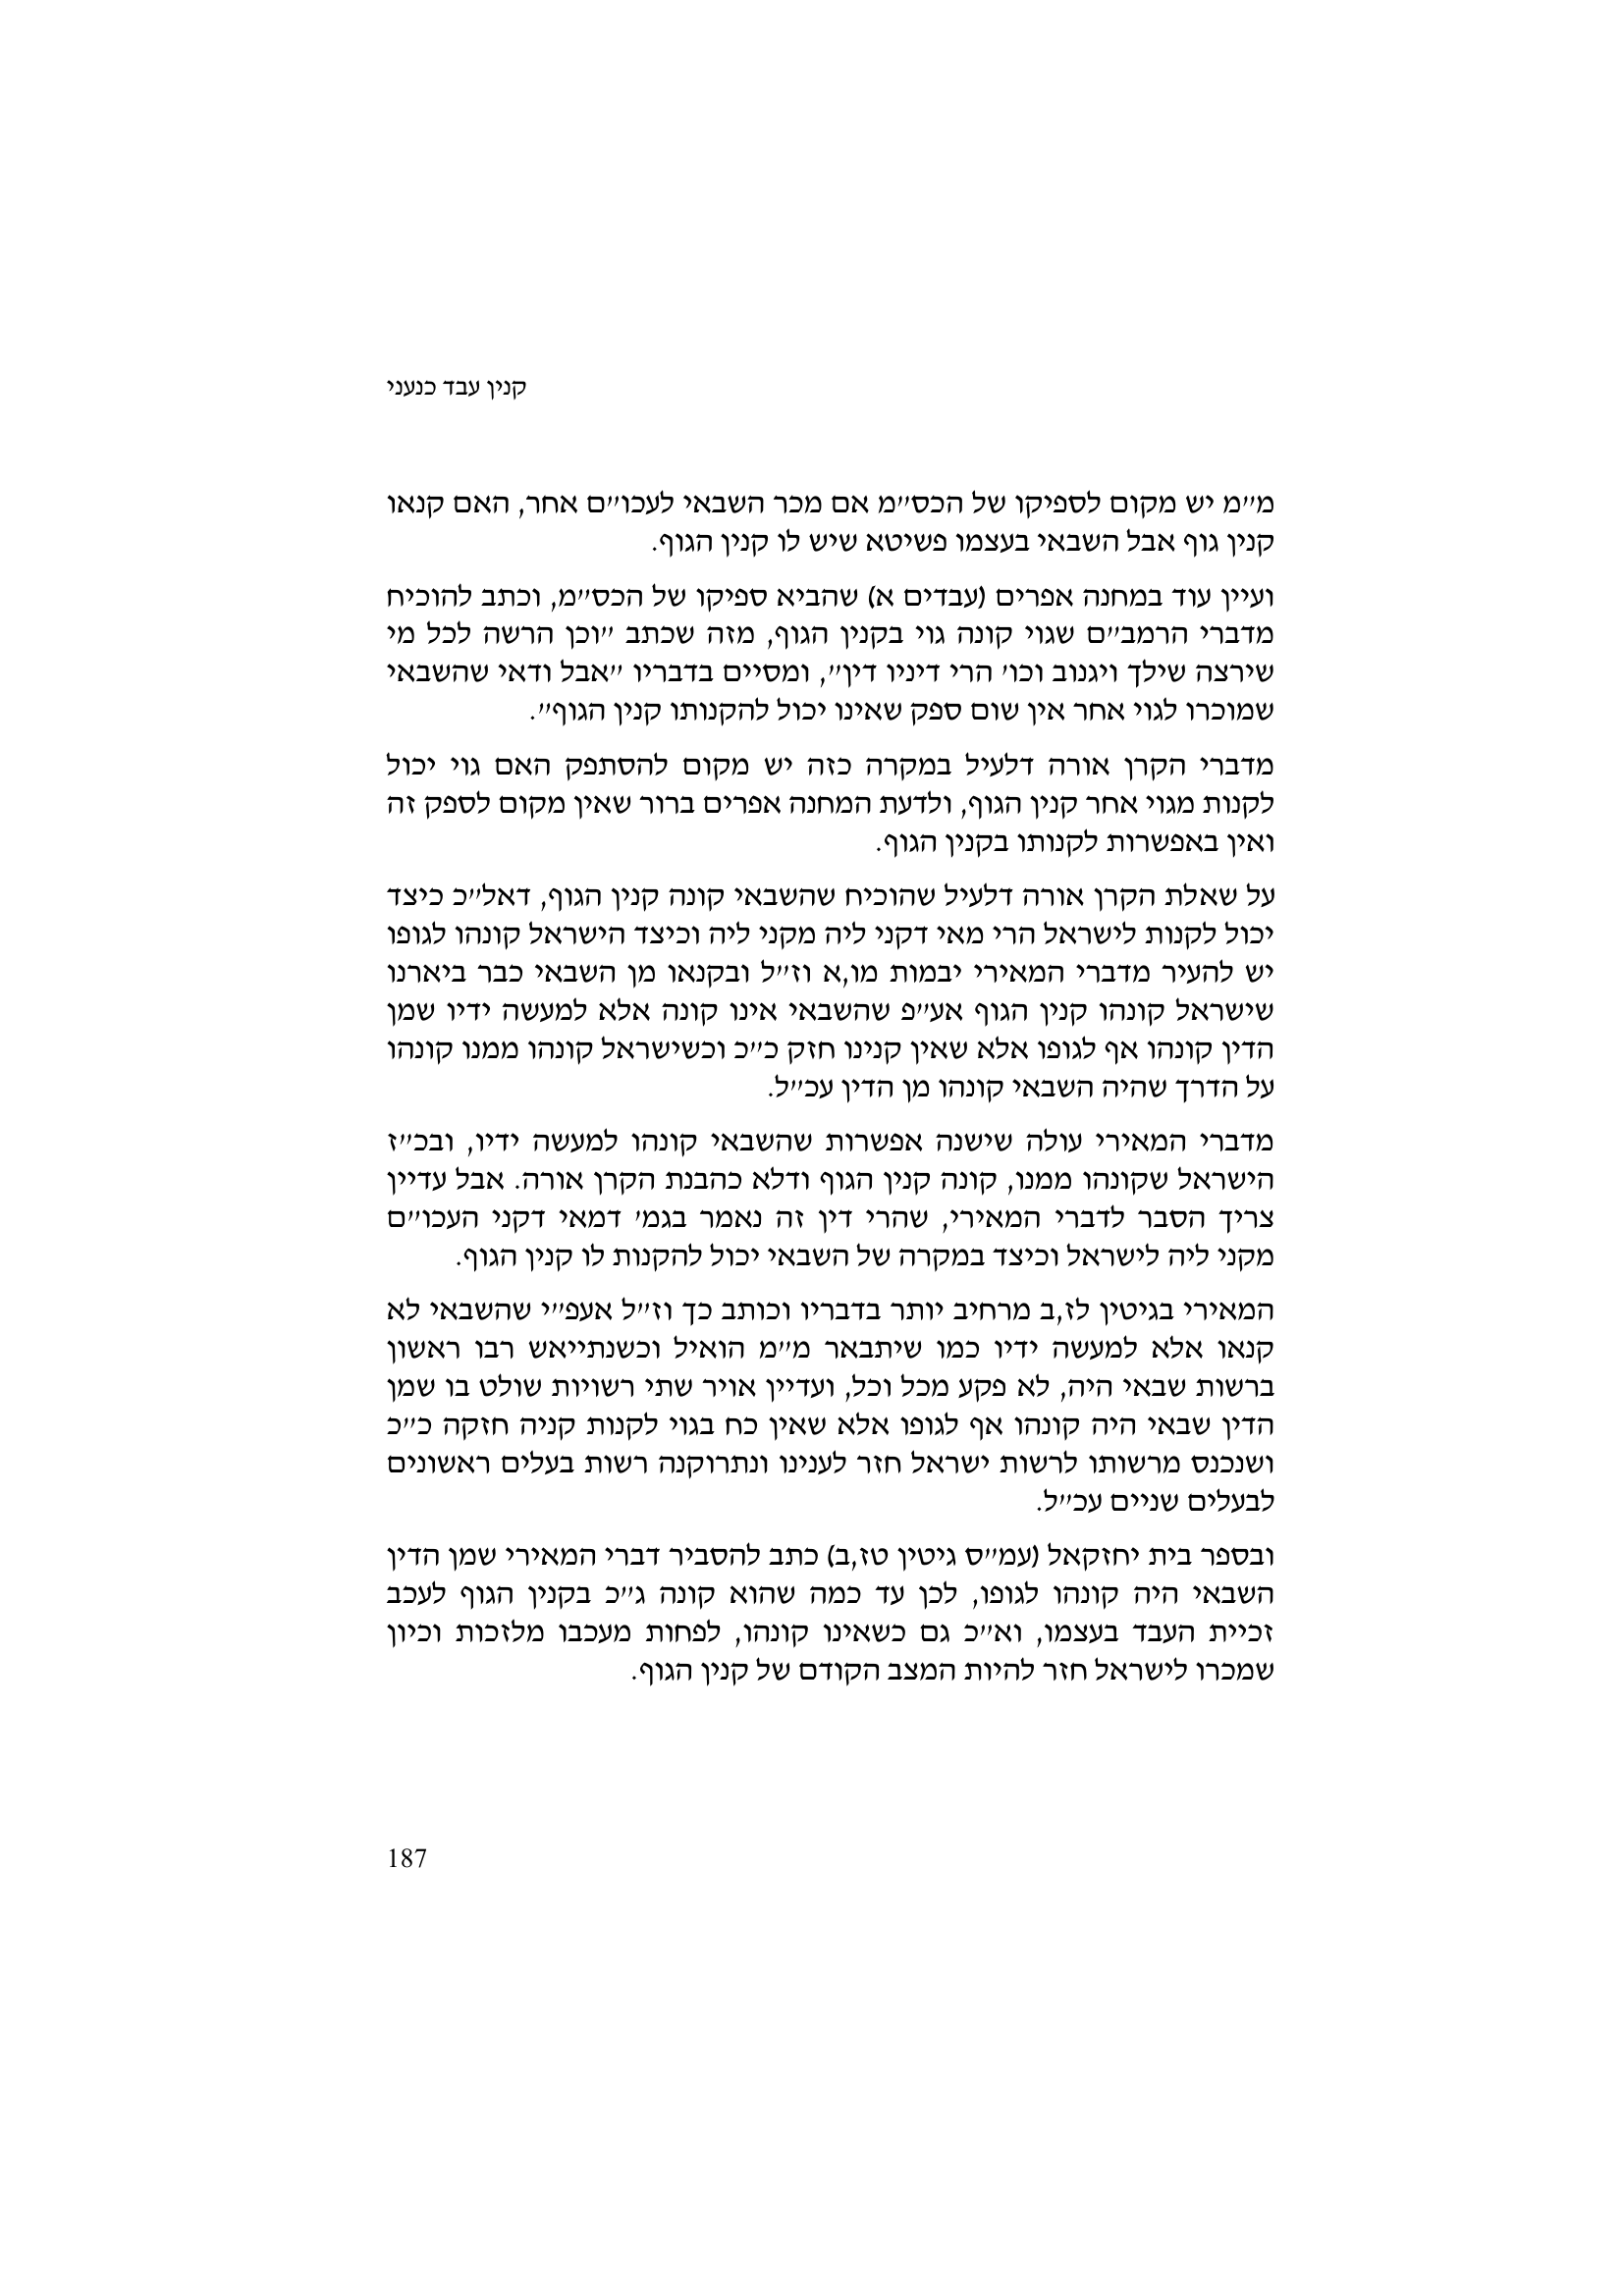 קנין עבד כנעני
מ״מ יש מקום לספיקו של הכס״מ אם מכר השבאי לעכו״ם אחר, האם קנאו
קנין גוף אבל השבאי בעצמו פשיטא שיש לו קנין הגוף.
ועיין עוד במחנה אפרים (עבדים א) שהביא ספיקו של הכס״מ, וכתב להוכיח
מדברי הרמב״ם שגוי קונה גוי בקנין הגוף, מזה שכתב ״וכן הרשה לכל מי
שירצה שילך ויגנוב וכו׳ הרי דיניו דין״, ומסיים בדבריו ״אבל ודאי שהשבאי
שמוכרו לגוי אחר אין שום ספק שאינו יכול להקנותו קנין הגוף״.
מדברי הקרן אורה דלעיל במקרה כזה יש מקום להסתפק האם גוי יכול
לקנות מגוי אחר קנין הגוף, ולדעת המחנה אפרים ברור שאין מקום לספק זה
ואין באפשרות לקנותו בקנין הגוף.
על שאלת הקרן אורה דלעיל שהוכיח שהשבאי קונה קנין הגוף, דאל״כ כיצד
יכול לקנות לישראל הרי מאי דקני ליה מקני ליה וכיצד הישראל קונהו לגופו
יש להעיר מדברי המאירי יבמות מו,א וז״ל ובקנאו מן השבאי כבר ביארנו
שישראל קונהו קנין הגוף אע״פ שהשבאי אינו קונה אלא למעשה ידיו שמן
הדין קונהו אף לגופו אלא שאין קנינו חזק כ״כ וכשישראל קונהו ממנו קונהו
על הדרך שהיה השבאי קונהו מן הדין עכ״ל.
מדברי המאירי עולה שישנה אפשרות שהשבאי קונהו למעשה ידיו, ובכ״ז
הישראל שקונהו ממנו, קונה קנין הגוף ודלא כהבנת הקרן אורה. אבל עדיין
צריך הסבר לדברי המאירי, שהרי דין זה נאמר בגמ׳ דמאי דקני העכו״ם
מקני ליה לישראל וכיצד במקרה של השבאי יכול להקנות לו קנין הגוף.
המאירי בגיטין לז,ב מרחיב יותר בדבריו וכותב כך וז״ל אעפ״י שהשבאי לא
קנאו אלא למעשה ידיו כמו שיתבאר מ״מ הואיל וכשנתייאש רבו ראשון
ברשות שבאי היה, לא פקע מכל וכל, ועדיין אויר שתי רשויות שולט בו שמן
הדין שבאי היה קונהו אף לגופו אלא שאין כח בגוי לקנות קניה חזקה כ״כ
ושנכנס מרשותו לרשות ישראל חזר לענינו ונתרוקנה רשות בעלים ראשונים
לבעלים שניים עכ״ל.
ובספר בית יחזקאל (עמ״ס גיטין טז,ב) כתב להסביר דברי המאירי שמן הדין
השבאי היה קונהו לגופו, לכן עד כמה שהוא קונה ג״כ בקנין הגוף לעכב
זכיית העבד בעצמו, וא״כ גם כשאינו קונהו, לפחות מעכבו מלזכות וכיון
שמכרו לישראל חזר להיות המצב הקודם של קנין הגוף.
187